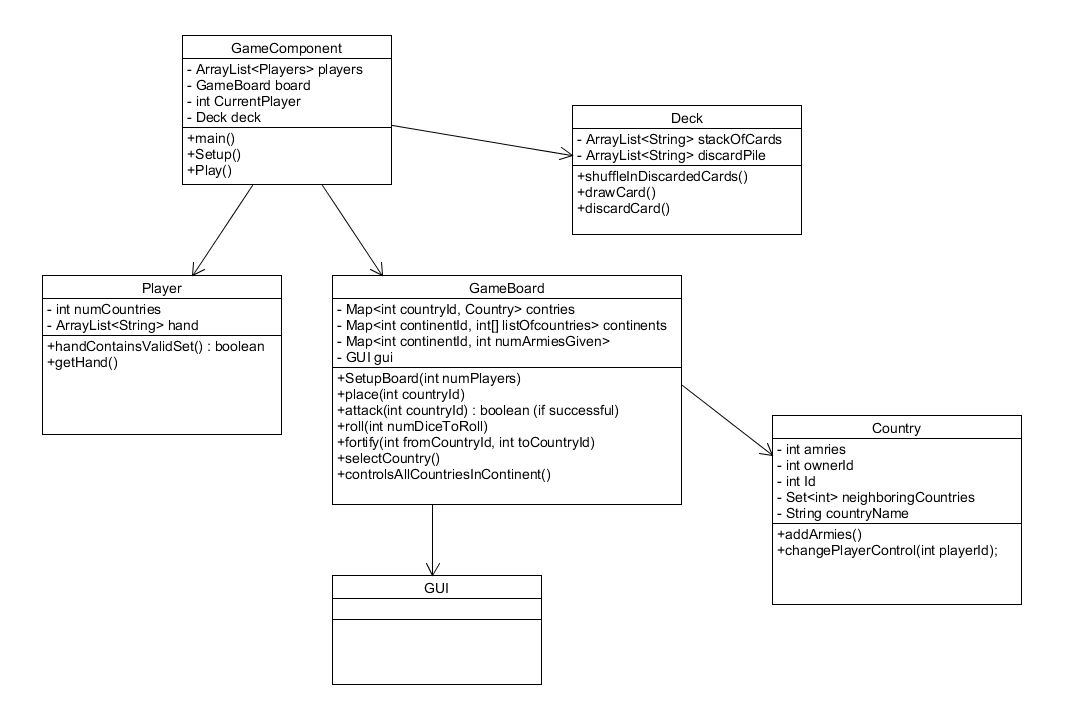 GameComponent
- ArrayList<Players> players
- GameBoard board
- int CurrentPlayer
- Deck deck
+main()
+Setup()
+Play()
Deck
- ArrayList<String> stackOfCards
- ArrayList<String> discardPile
+shuffleInDiscardedCards()
+drawCard()
+discardCard()
Player
- int numCountries
- ArrayList<String> hand
+handContainsValidSet() : boolean
+getHand()
GameBoard
- Map<int countryId, Country> contries
- Map<int continentId, int[] listOfcountries> continents
- Map<int continentId, int numArmiesGiven>
- GUI gui
+SetupBoard(int numPlayers)
+place(int countryId)
+attack(int countryId) : boolean (if successful)
+roll(int numDiceToRoll)
+fortify(int fromCountryId, int toCountryId)
+selectCountry()
+controlsAllCountriesInContinent()
Country
- int amries
- int ownerId
- int Id
- Set<int> neighboringCountries
- String countryName
+addArmies()
+changePlayerControl(int playerId);
GUI